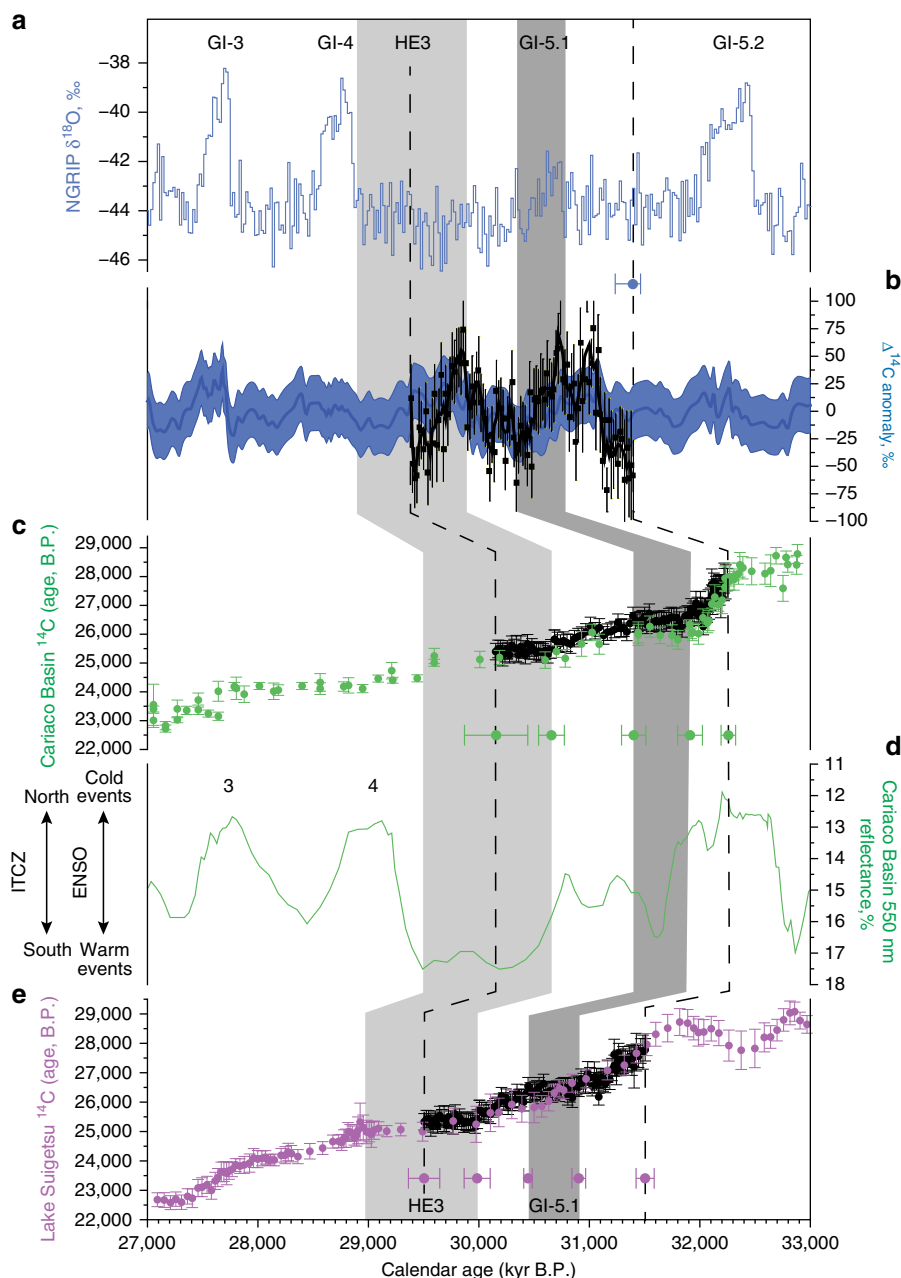 a
GI-3 GI-4 HE3 GI-5.1 GI-5.2
NGRIP δ18O, ‰
−38
−40
−42
−44
−46
b
Δ14C anomaly, ‰
100
75
50
25
0
−25
−50
−75
−100
c
Cariaco Basin 14C (age, B.P.)
29,000
28,000
27,000
26,000
25,000
24,000
23,000
22,000
d
Cariaco Basin 550 nm
reflectance,%
11
12
13
14
15
16
17
18
3 4
North
Cold
events
ITCZ
ENSO
South
Warm
events
e
Lake Suigetsu 14C (age, B.P.)
29,000
28,000
27,000
26,000
25,000
24,000
23,000
22,000
HE3 GI-5.1
27,000 28,000 29,000 30,000 31,000 32,000 33,000
Calendar age (kyr B.P.)